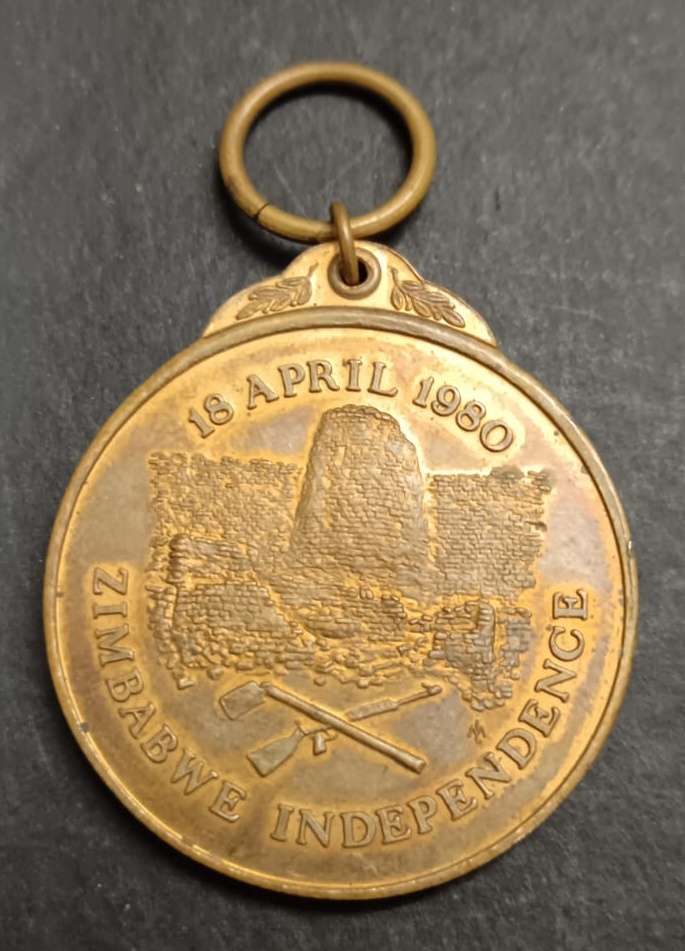 18 APRIL 1980
ZIMBABWE INDEPENDENCE